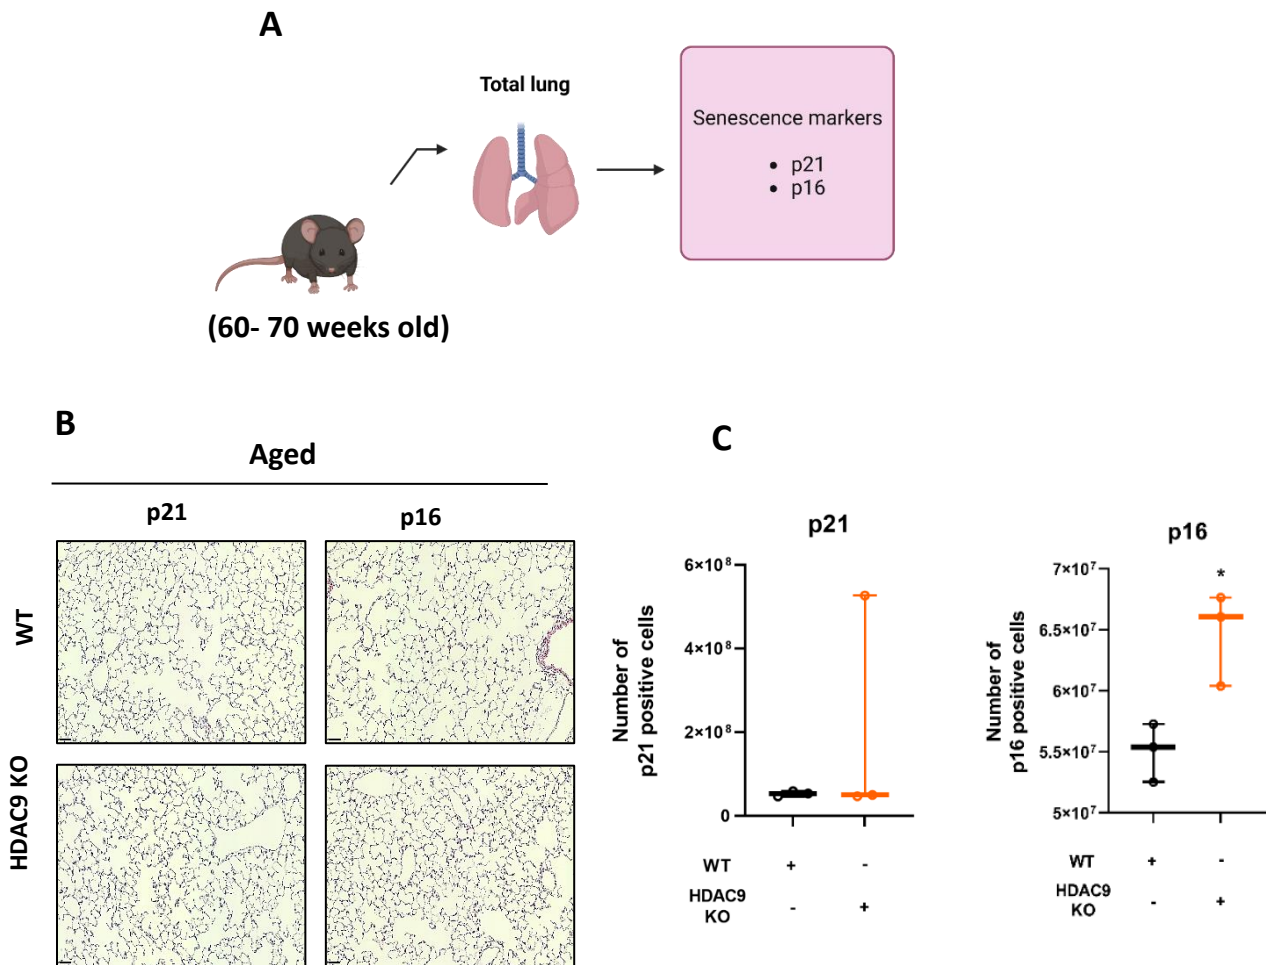 A
Total lung
Senescence markers
• p21
• p16
(60- 70 weeks old)
B
Aged
p21
p16
WT
HDAC9 KO
C
p21
Number of
p21 positive cells
6×10⁸
4×10⁸
2×10⁸
0
WT + -
HDAC9
KO - +
p16
Number of
p16 positive cells
7×10⁷
6.5×10⁷
6×10⁷
5.5×10⁷
5×10⁷
*
WT + -
HDAC9
KO - +